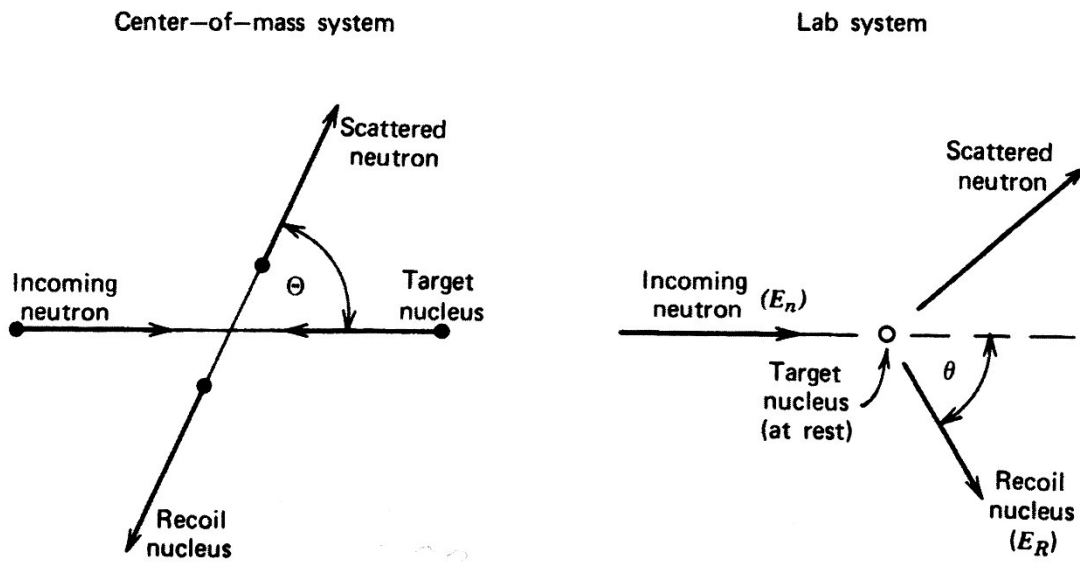 Center-of-mass system
Scattered
neutron
Incoming
neutron
Θ
Target
nucleus
Recoil
nucleus
Lab system
Scattered
neutron
Incoming
neutron (Eₙ)
Target
nucleus
(at rest)
θ
Recoil
nucleus
(E_R)